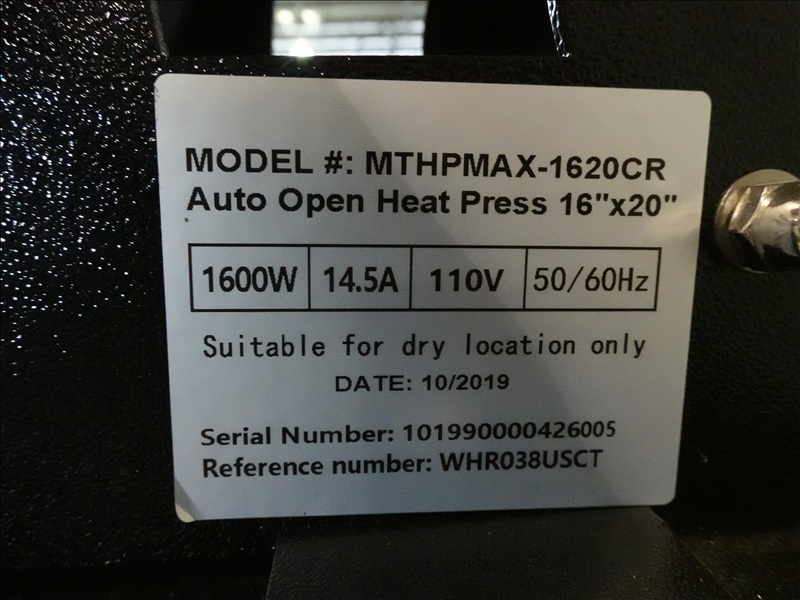 MODEL #: MTHPMAX-1620CR
Auto Open Heat Press 16"x20"
1600W 14.5A 110V 50/60Hz
Suitable for dry location only
DATE: 10/2019
Serial Number: 101990000426005
Reference number: WHR038USCT